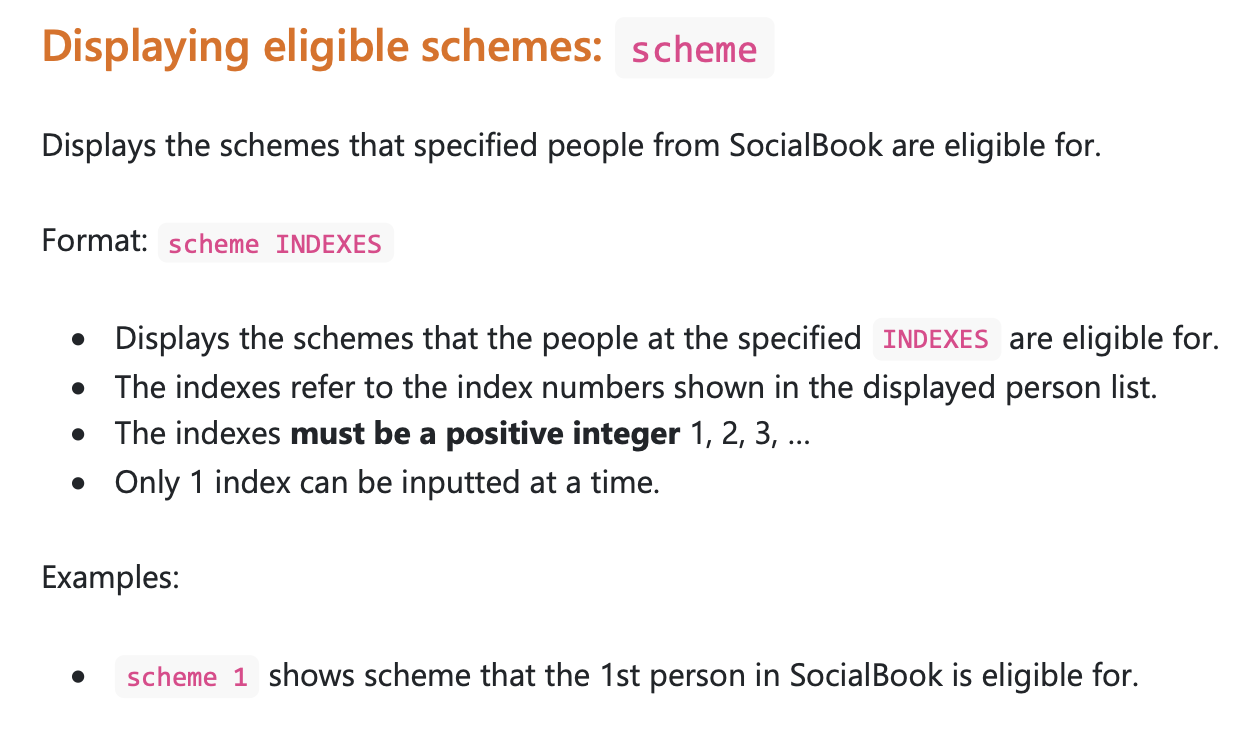 Displaying eligible schemes: scheme
Displays the schemes that specified people from SocialBook are eligible for.
Format: scheme INDEXES
• Displays the schemes that the people at the specified INDEXES are eligible for.
• The indexes refer to the index numbers shown in the displayed person list.
• The indexes must be a positive integer 1, 2, 3, …
• Only 1 index can be inputted at a time.
Examples:
• scheme 1 shows scheme that the 1st person in SocialBook is eligible for.